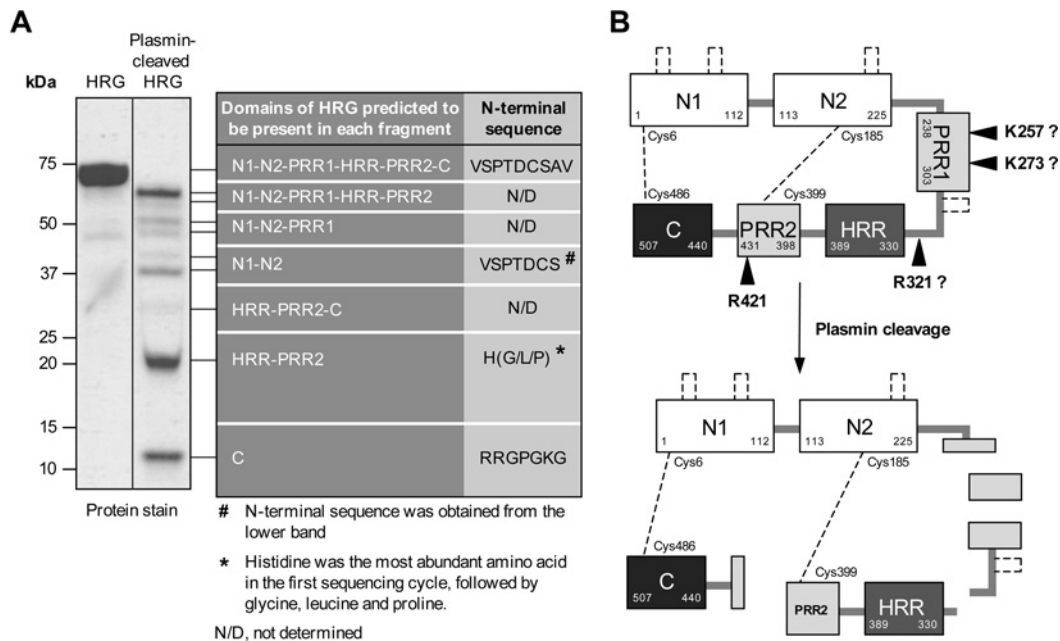 A
Plasmin-
cleaved
kDa HRG HRG
75
50
37
25
20
15
10
Protein stain
Domains of HRG predicted to
be present in each fragment
N-terminal
sequence
N1-N2-PRR1-HRR-PRR2-C VSPTDCSAV
N1-N2-PRR1-HRR-PRR2 N/D
N1-N2-PRR1 N/D
N1-N2 VSPTDCS #
HRR-PRR2-C N/D
HRR-PRR2 H(G/L/P) *
C RRGPGKG
# N-terminal sequence was obtained from the
lower band
* Histidine was the most abundant amino acid
in the first sequencing cycle, followed by
glycine, leucine and proline.
N/D, not determined
B
N1 N2
1 112 113 225
Cys6 Cys185
PRR1
238
303
K257 ?
K273 ?
Cys486 Cys399
C PRR2 HRR
507 440 431 398 389 330
R421
R321 ?
Plasmin cleavage
N1 N2
1 112 113 225
Cys6 Cys185
Cys486
C
507 440
Cys399
PRR2 HRR
389 330